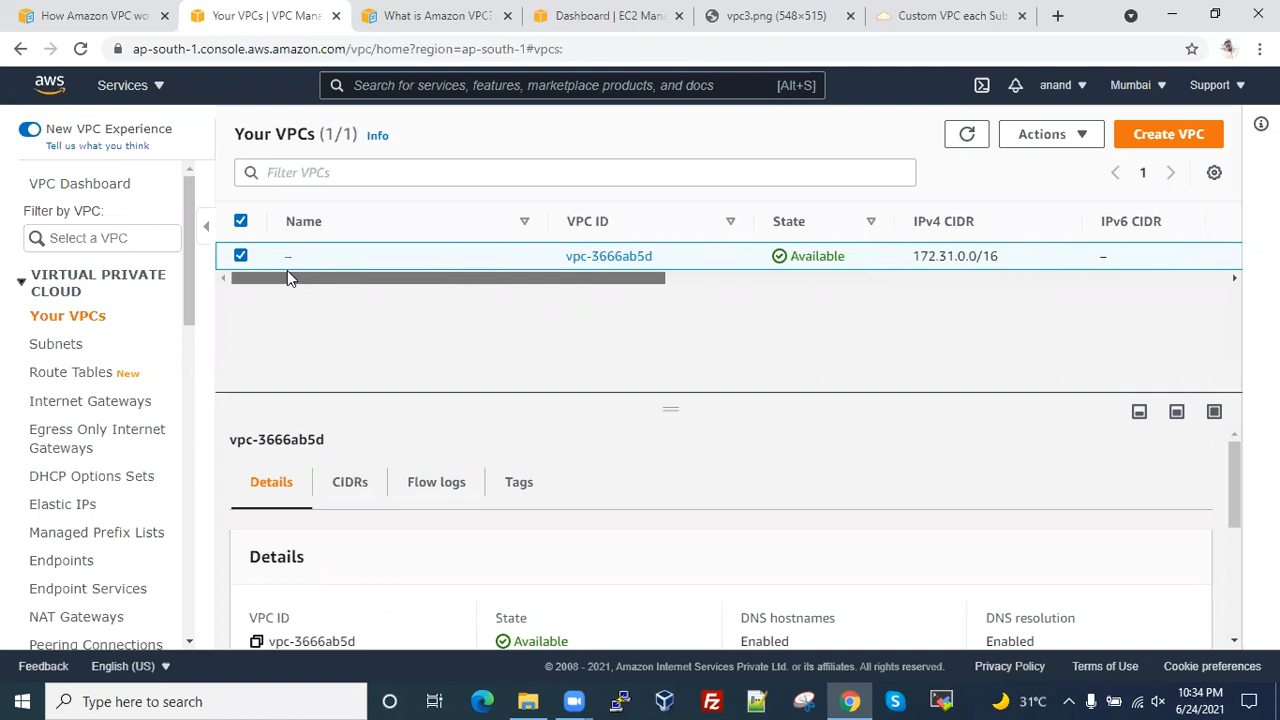 How Amazon VPC wo
Your VPCs | VPC Mana
What is Amazon VPC?
Dashboard | EC2 Mana
vpc3.png (548×515)
Custom VPC each Sub
ap-south-1.console.aws.amazon.com/vpc/home?region=ap-south-1#vpcs:
aws
Services
Search for services, features, marketplace products, and docs
[Alt+S]
anand
Mumbai
Support
New VPC Experience
Tell us what you think
VPC Dashboard
Filter by VPC:
Select a VPC
VIRTUAL PRIVATE
CLOUD
Your VPCs
Subnets
Route Tables New
Internet Gateways
Egress Only Internet
Gateways
DHCP Options Sets
Elastic IPs
Managed Prefix Lists
Endpoints
Endpoint Services
NAT Gateways
Peering Connections
Your VPCs (1/1) Info
Actions
Create VPC
Filter VPCs
1
Name
VPC ID
State
IPv4 CIDR
IPv6 CIDR
–
vpc-3666ab5d
Available
172.31.0.0/16
–
vpc-3666ab5d
Details
CIDRs
Flow logs
Tags
Details
VPC ID
State
DNS hostnames
DNS resolution
vpc-3666ab5d
Available
Enabled
Enabled
Feedback
English (US)
© 2008 - 2021, Amazon Internet Services Private Ltd. or its affiliates. All rights reserved.
Privacy Policy
Terms of Use
Cookie preferences
Type here to search
31°C
10:34 PM
6/24/2021